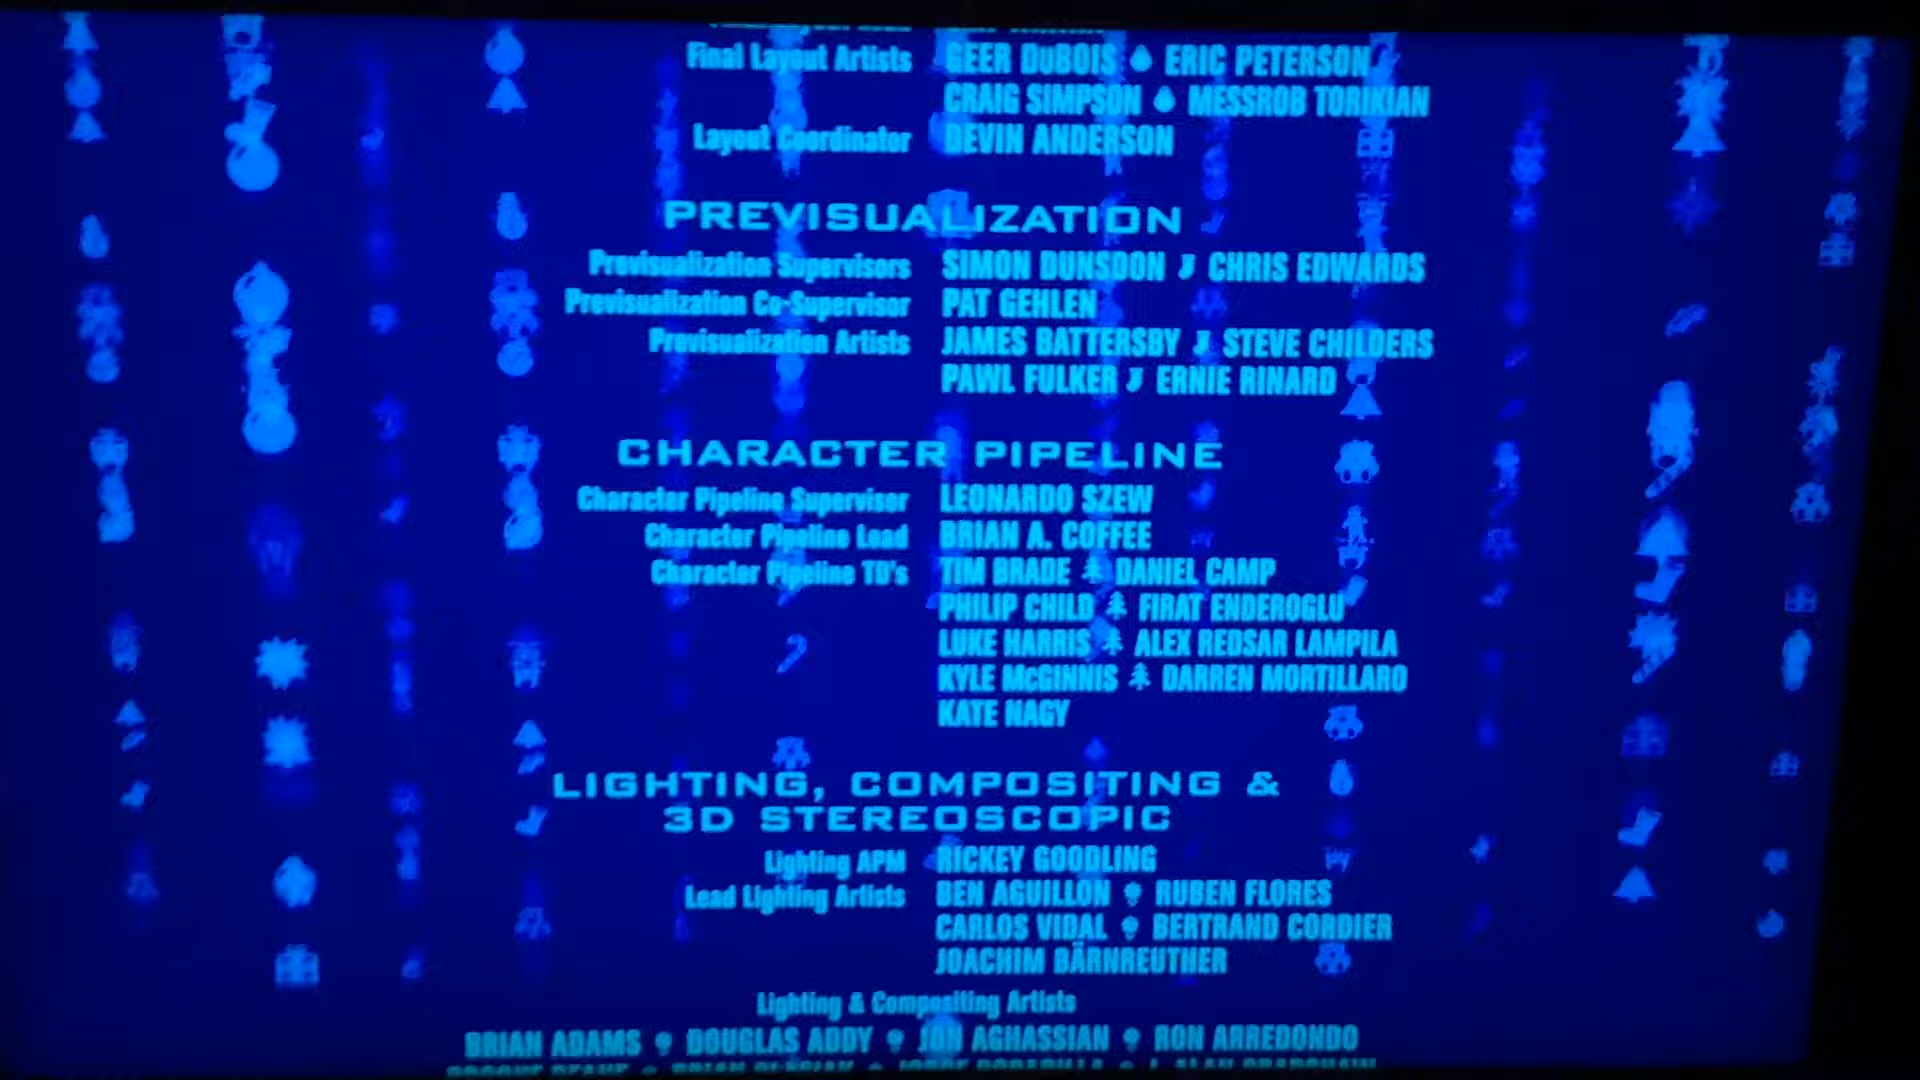 Final Layout Artists GEER DuBOIS ERIC PETERSON
CRAIG SIMPSON MESSROB TORIKIAN
Layout Coordinator DEVIN ANDERSON
PREVISUALIZATION
Previsualization Supervisors SIMON DUNSDON CHRIS EDWARDS
Previsualization Co-Supervisor PAT GEHLEN
Previsualization Artists JAMES BATTERSBY STEVE CHILDERS
PAWL FULKER ERNIE RINARD
CHARACTER PIPELINE
Character Pipeline Supervisor LEONARDO SZEW
Character Pipeline Lead BRIAN A. COFFEE
Character Pipeline TD's TIM BRADE DANIEL CAMP
PHILIP CHILD FIRAT ENDEROGLU
LUKE HARRIS ALEX REDSAR LAMPILA
KYLE McGINNIS DARREN MORTILLARO
KATE NAGY
LIGHTING, COMPOSITING &
3D STEREOSCOPIC
Lighting APM RICKEY GOODLING
Lead Lighting Artists BEN AGUILLON RUBEN FLORES
CARLOS VIDAL BERTRAND CORDIER
JOACHIM BÄRNREUTHER
Lighting & Compositing Artists
BRIAN ADAMS DOUGLAS ADDY JON AGHASSIAN RON ARREDONDO